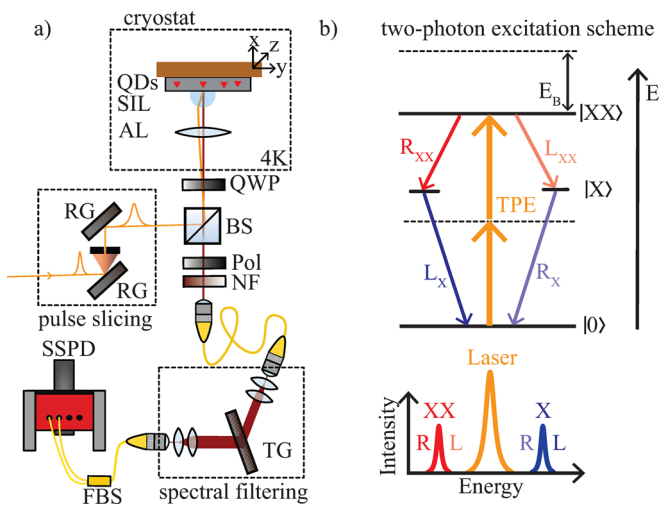 a)
cryostat
x
z
y
QDs
SIL
AL
4K
QWP
RG
BS
RG
Pol
NF
pulse slicing
SSPD
TG
FBS
spectral filtering
b)
two-photon excitation scheme
E_B
E
|XX⟩
R_XX
L_XX
|X⟩
TPE
L_X
R_X
|0⟩
Laser
XX
X
R L
R L
Intensity
Energy